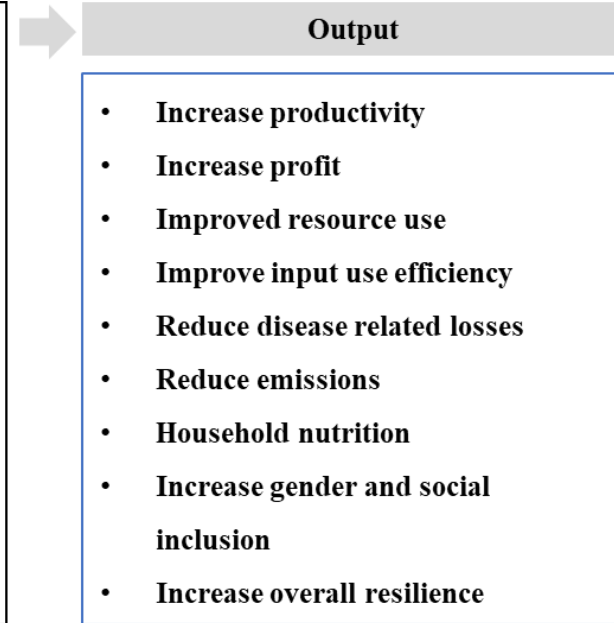 Output
• Increase productivity
• Increase profit
• Improved resource use
• Improve input use efficiency
• Reduce disease related losses
• Reduce emissions
• Household nutrition
• Increase gender and social
inclusion
• Increase overall resilience